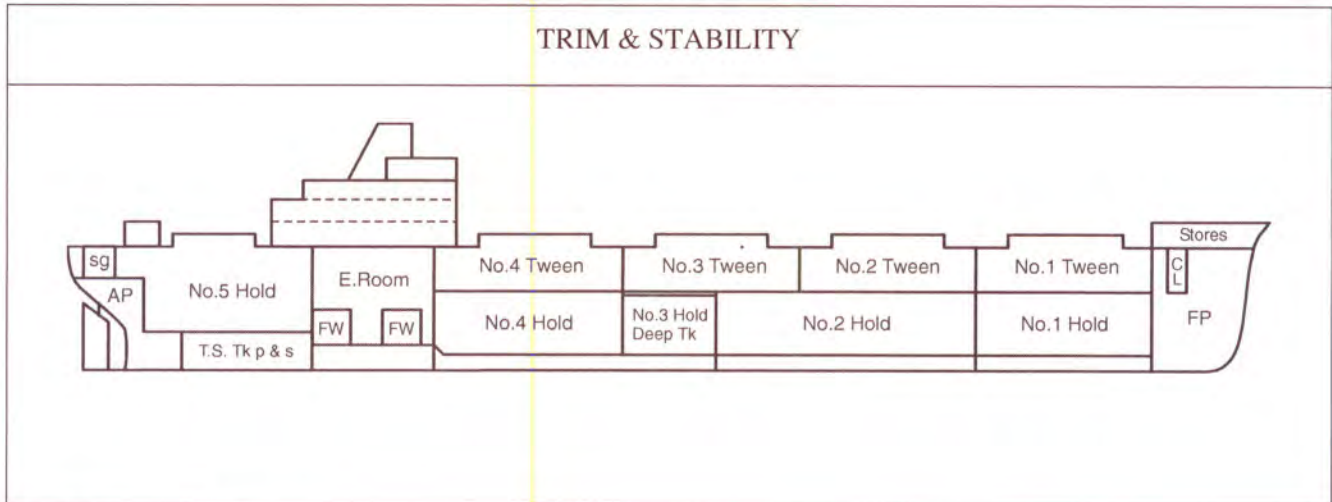 TRIM & STABILITY
Stores
sg
AP
No.5 Hold
E.Room
No.4 Tween
No.3 Tween
No.2 Tween
No.1 Tween
C
L
FP
FW
FW
No.4 Hold
No.3 Hold
Deep Tk
No.2 Hold
No.1 Hold
T.S. Tk p & s